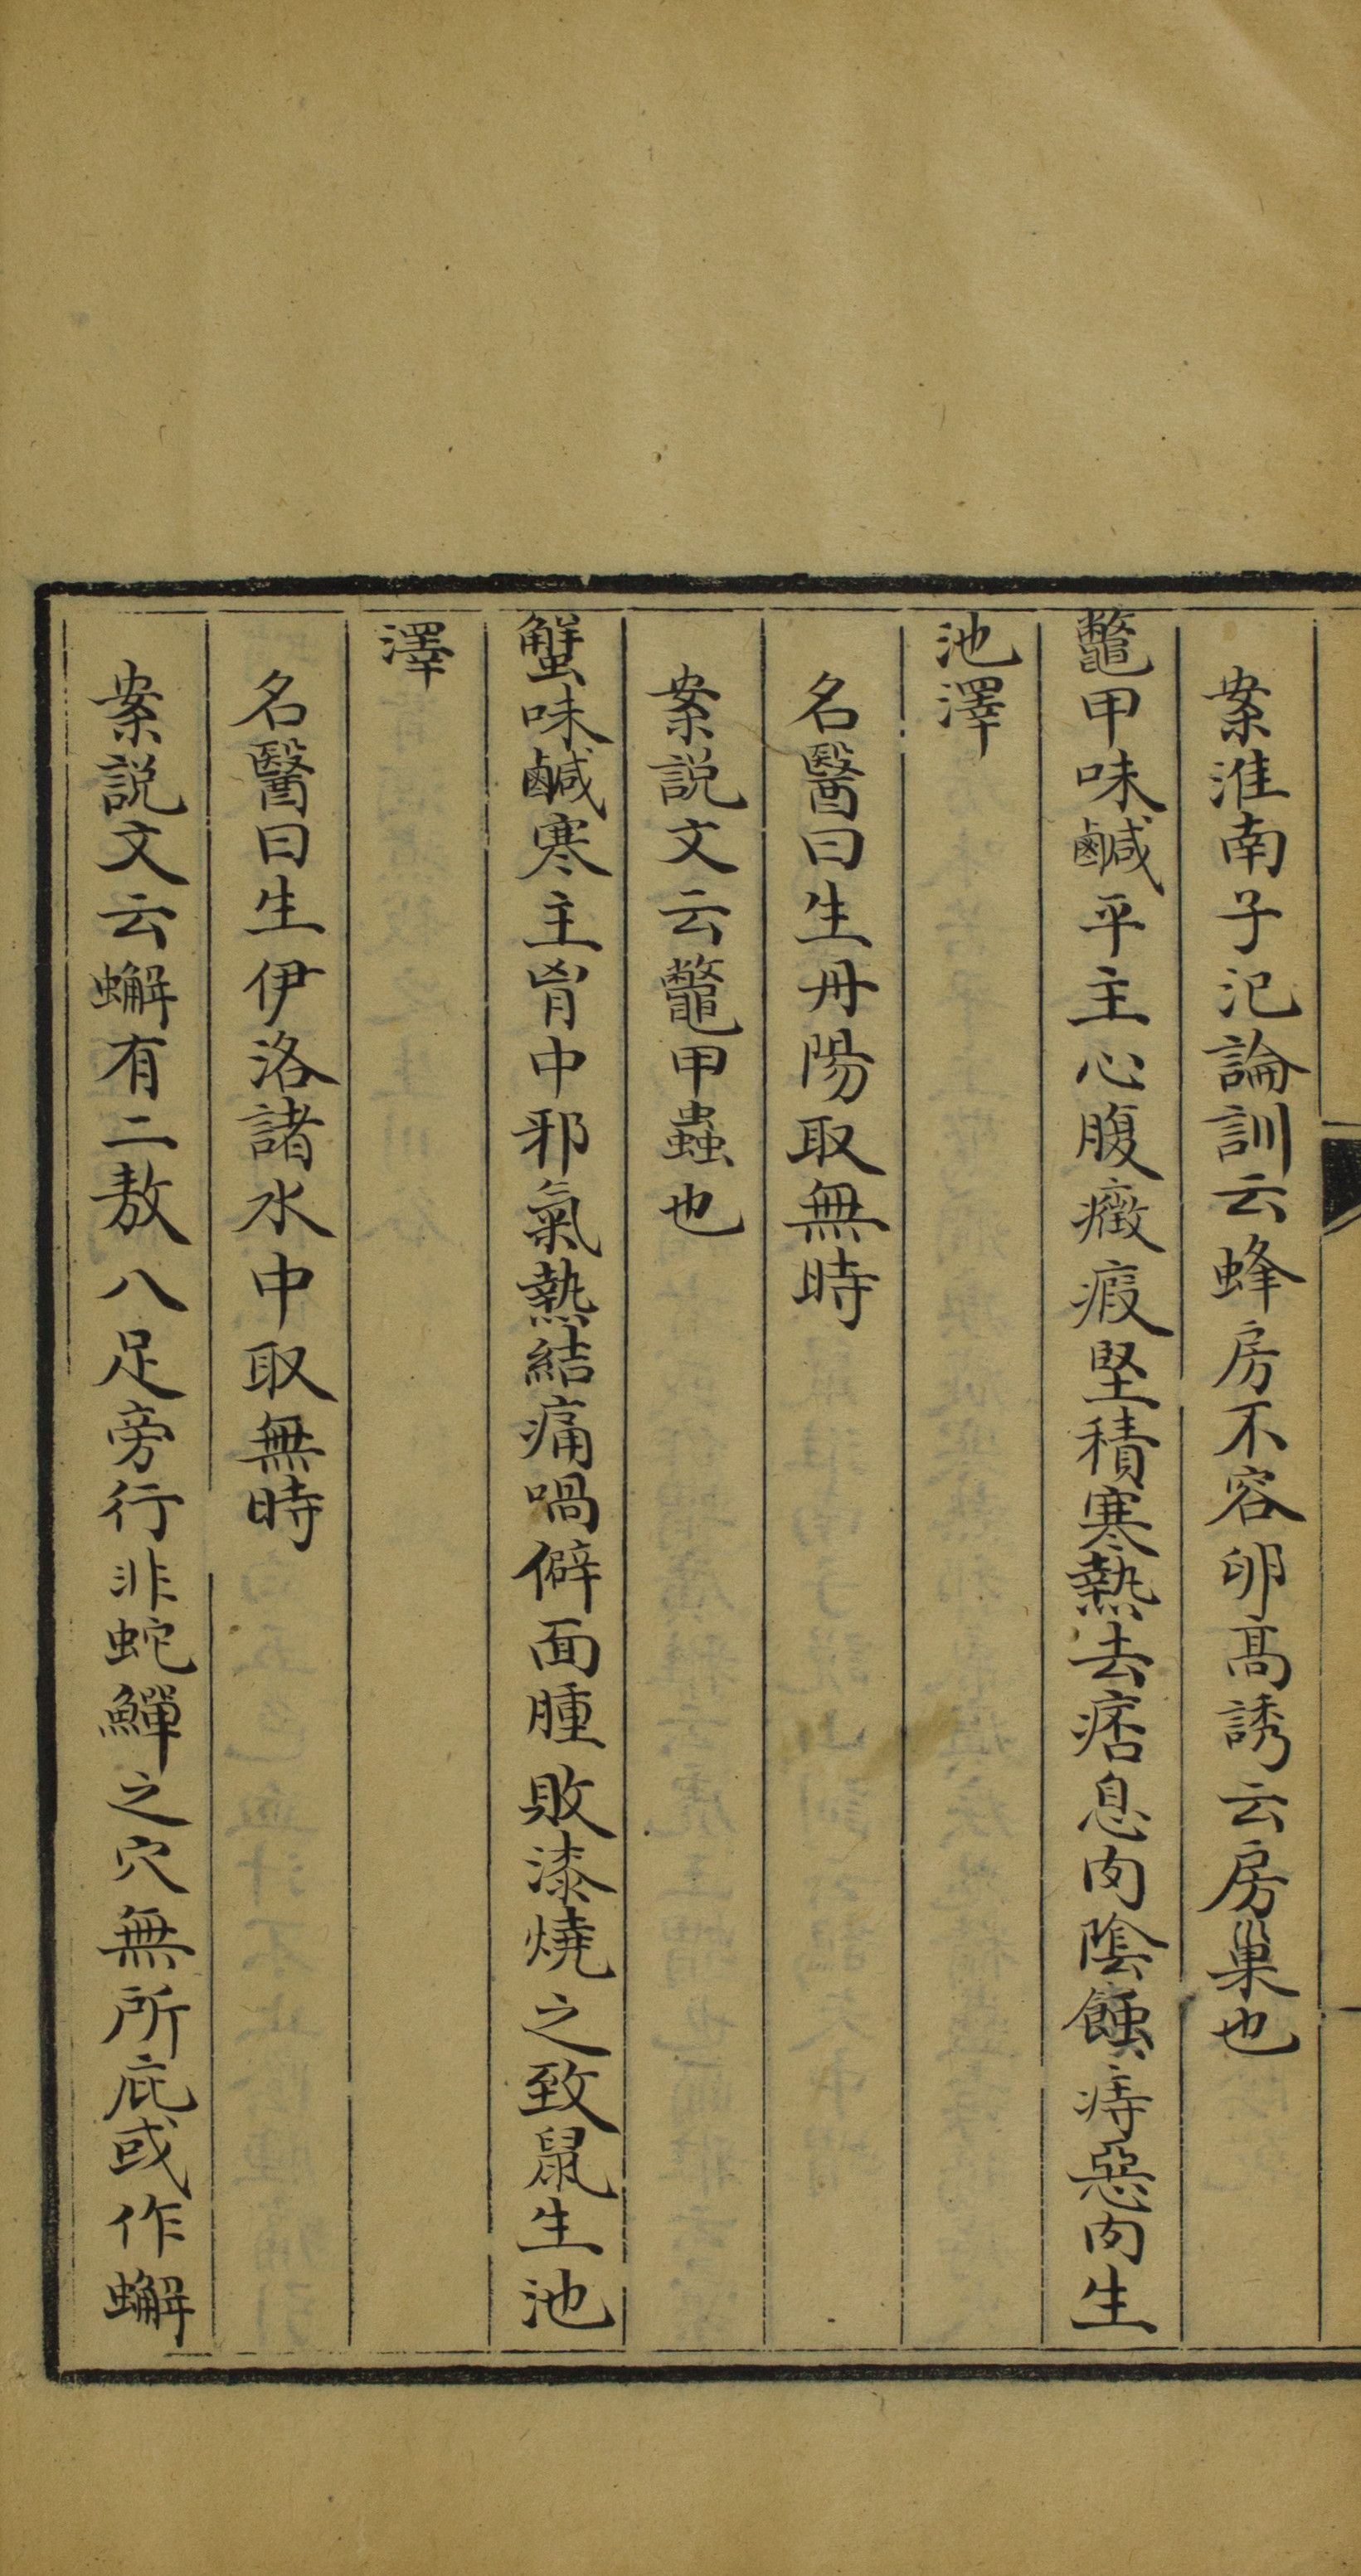 案淮南子氾論訓云蜂房不容卵高誘云房巢也
鼈甲味鹹平主心腹癥瘕堅積寒熱去痞息肉陰蝕痔惡肉生
池澤
名醫曰生丹陽取無時
案説文云鼈甲蟲也
蟹味鹹寒主胷中邪氣熱結痛喎僻面腫敗漆燒之致鼠生池
澤
名醫曰生伊洛諸水中取無時
案説文云蠏有二敖八足旁行非蛇鱓之穴無所庇或作蠏